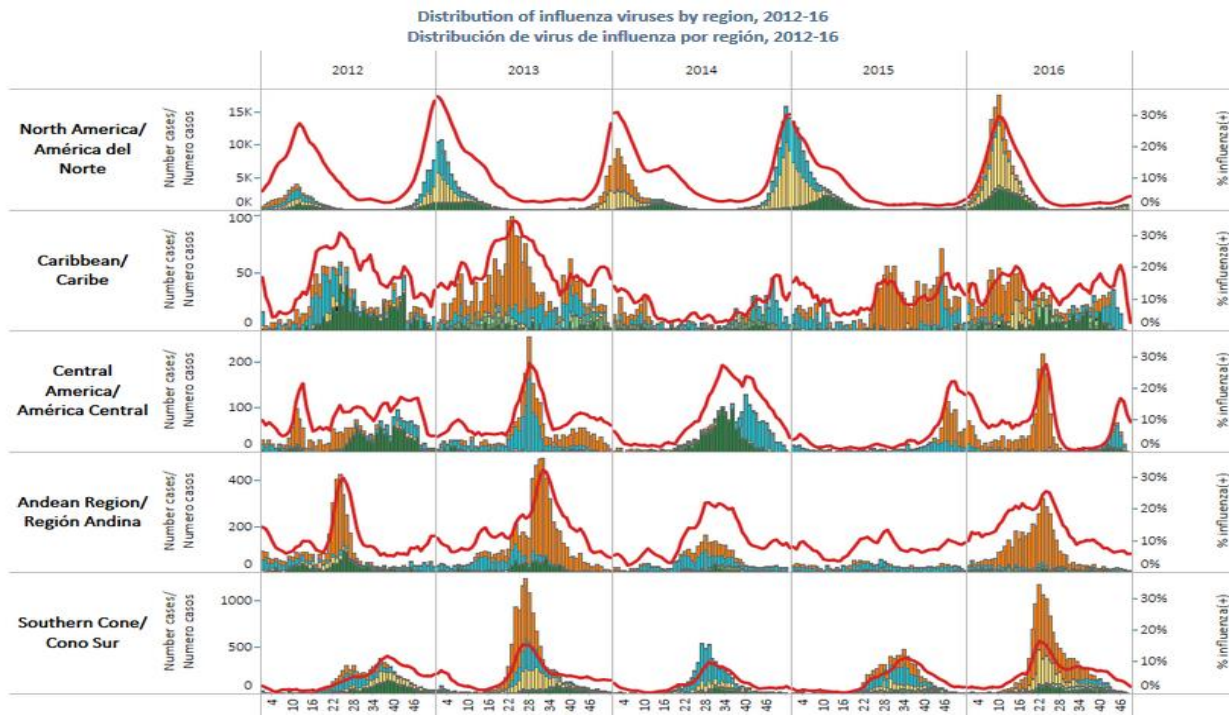 Distribution of influenza viruses by region, 2012-16
Distribución de virus de influenza por región, 2012-16
2012 2013 2014 2015 2016
North America/
América del
Norte
Number cases/
Numero casos
15K
10K
5K
0K
30%
20%
10%
0%
% influenza(+)
Caribbean/
Caribe
Number cases/
Numero casos
100
50
0
30%
20%
10%
0%
% influenza(+)
Central
America/
América Central
Number cases/
Numero casos
200
100
0
30%
20%
10%
0%
% influenza(+)
Andean Region/
Región Andina
Number cases/
Numero casos
400
200
0
30%
20%
10%
0%
% influenza(+)
Southern Cone/
Cono Sur
Number cases/
Numero casos
1000
500
0
30%
20%
10%
0%
% influenza(+)
4 10 16 22 28 34 40 46 4 10 16 22 28 34 40 46 4 10 16 22 28 34 40 46 4 10 16 22 28 34 40 46 4 10 16 22 28 34 40 46